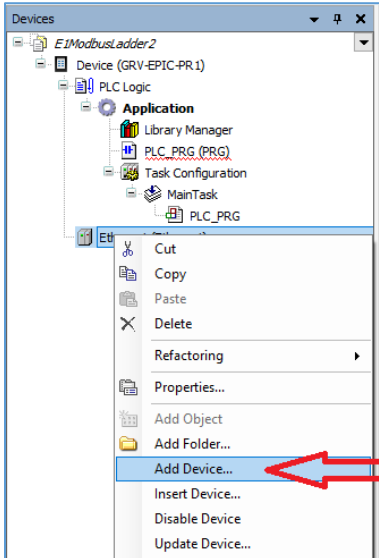 Devices
E1ModbusLadder2
Device (GRV-EPIC-PR1)
PLC Logic
Application
Library Manager
PLC_PRG (PRG)
Task Configuration
MainTask
PLC_PRG
Cut
Copy
Paste
Delete
Refactoring
Properties...
Add Object
Add Folder...
Add Device...
Insert Device...
Disable Device
Update Device...